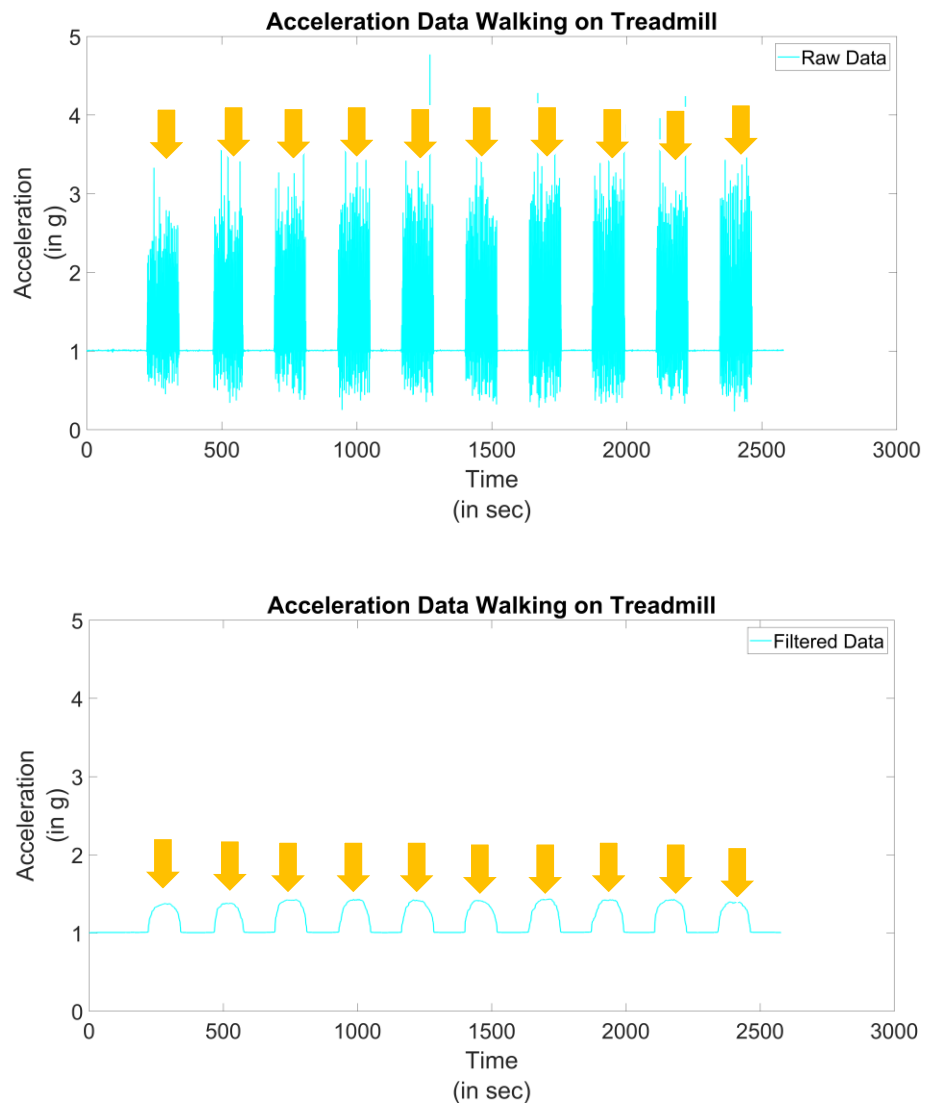 Acceleration Data Walking on Treadmill
Raw Data
5
4
3
2
1
0
Acceleration
(in g)
0 500 1000 1500 2000 2500 3000
Time
(in sec)
Acceleration Data Walking on Treadmill
Filtered Data
5
4
3
2
1
0
Acceleration
(in g)
0 500 1000 1500 2000 2500 3000
Time
(in sec)